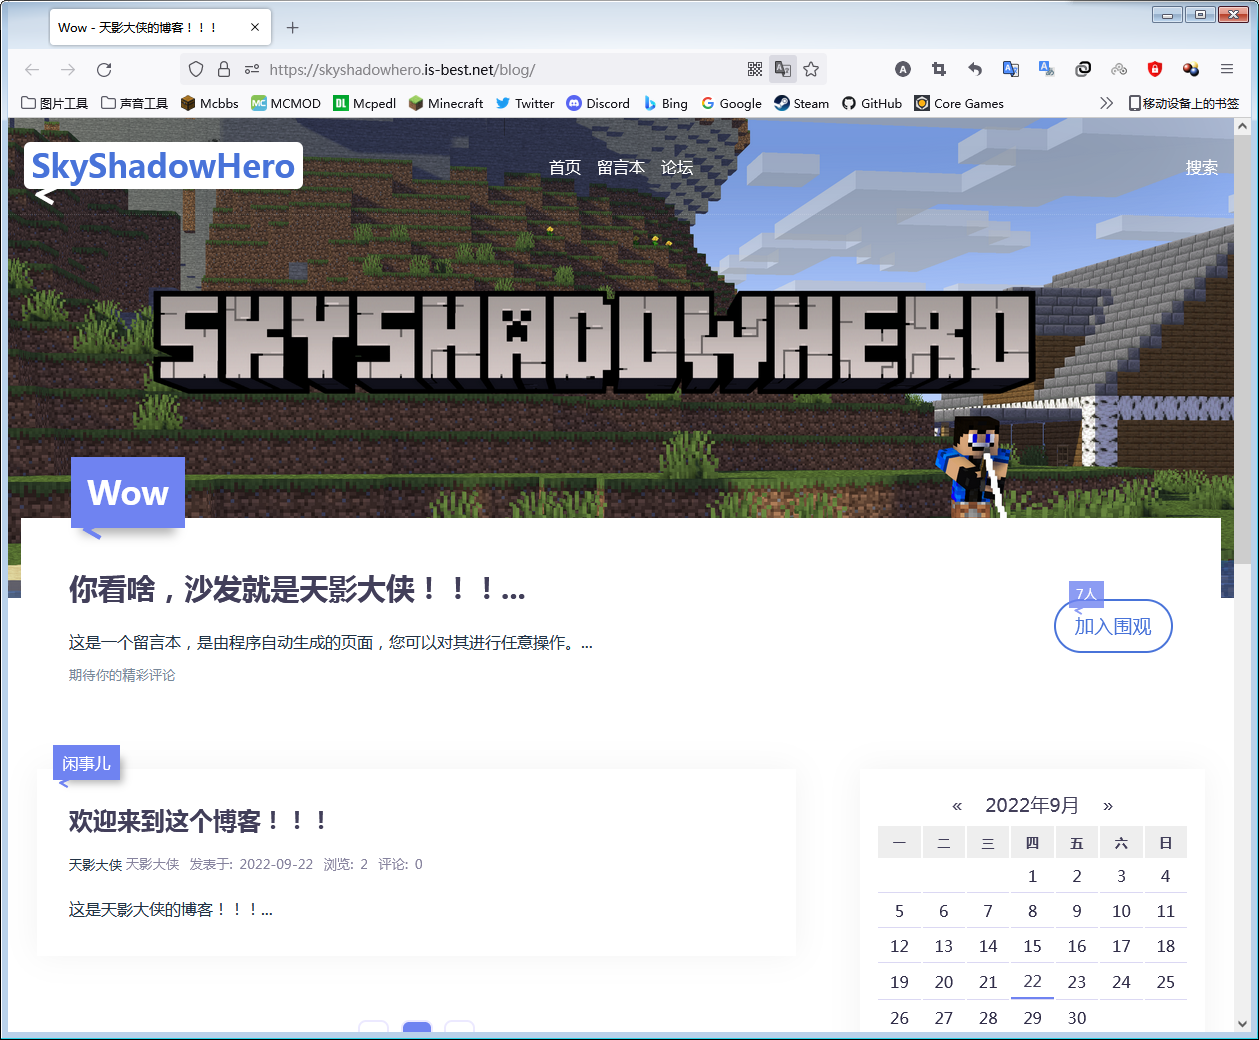 Wow - 天影大侠的博客！！！
https://skyshadowhero.is-best.net/blog/
图片工具 声音工具 Mcbbs MCMOD Mcpedl Minecraft Twitter Discord Bing Google Steam GitHub Core Games 移动设备上的书签
SkyShadowHero 首页 留言本 论坛 搜索
SKYSHADOWHERO
Wow
你看啥，沙发就是天影大侠！！！...
7人
加入围观
这是一个留言本，是由程序自动生成的页面，您可以对其进行任意操作。...
期待你的精彩评论
闲事儿
欢迎来到这个博客！！！
天影大侠 天影大侠 发表于: 2022-09-22 浏览: 2 评论: 0
这是天影大侠的博客！！！...
« 2022年9月 »
一 二 三 四 五 六 日
1 2 3 4
5 6 7 8 9 10 11
12 13 14 15 16 17 18
19 20 21 22 23 24 25
26 27 28 29 30